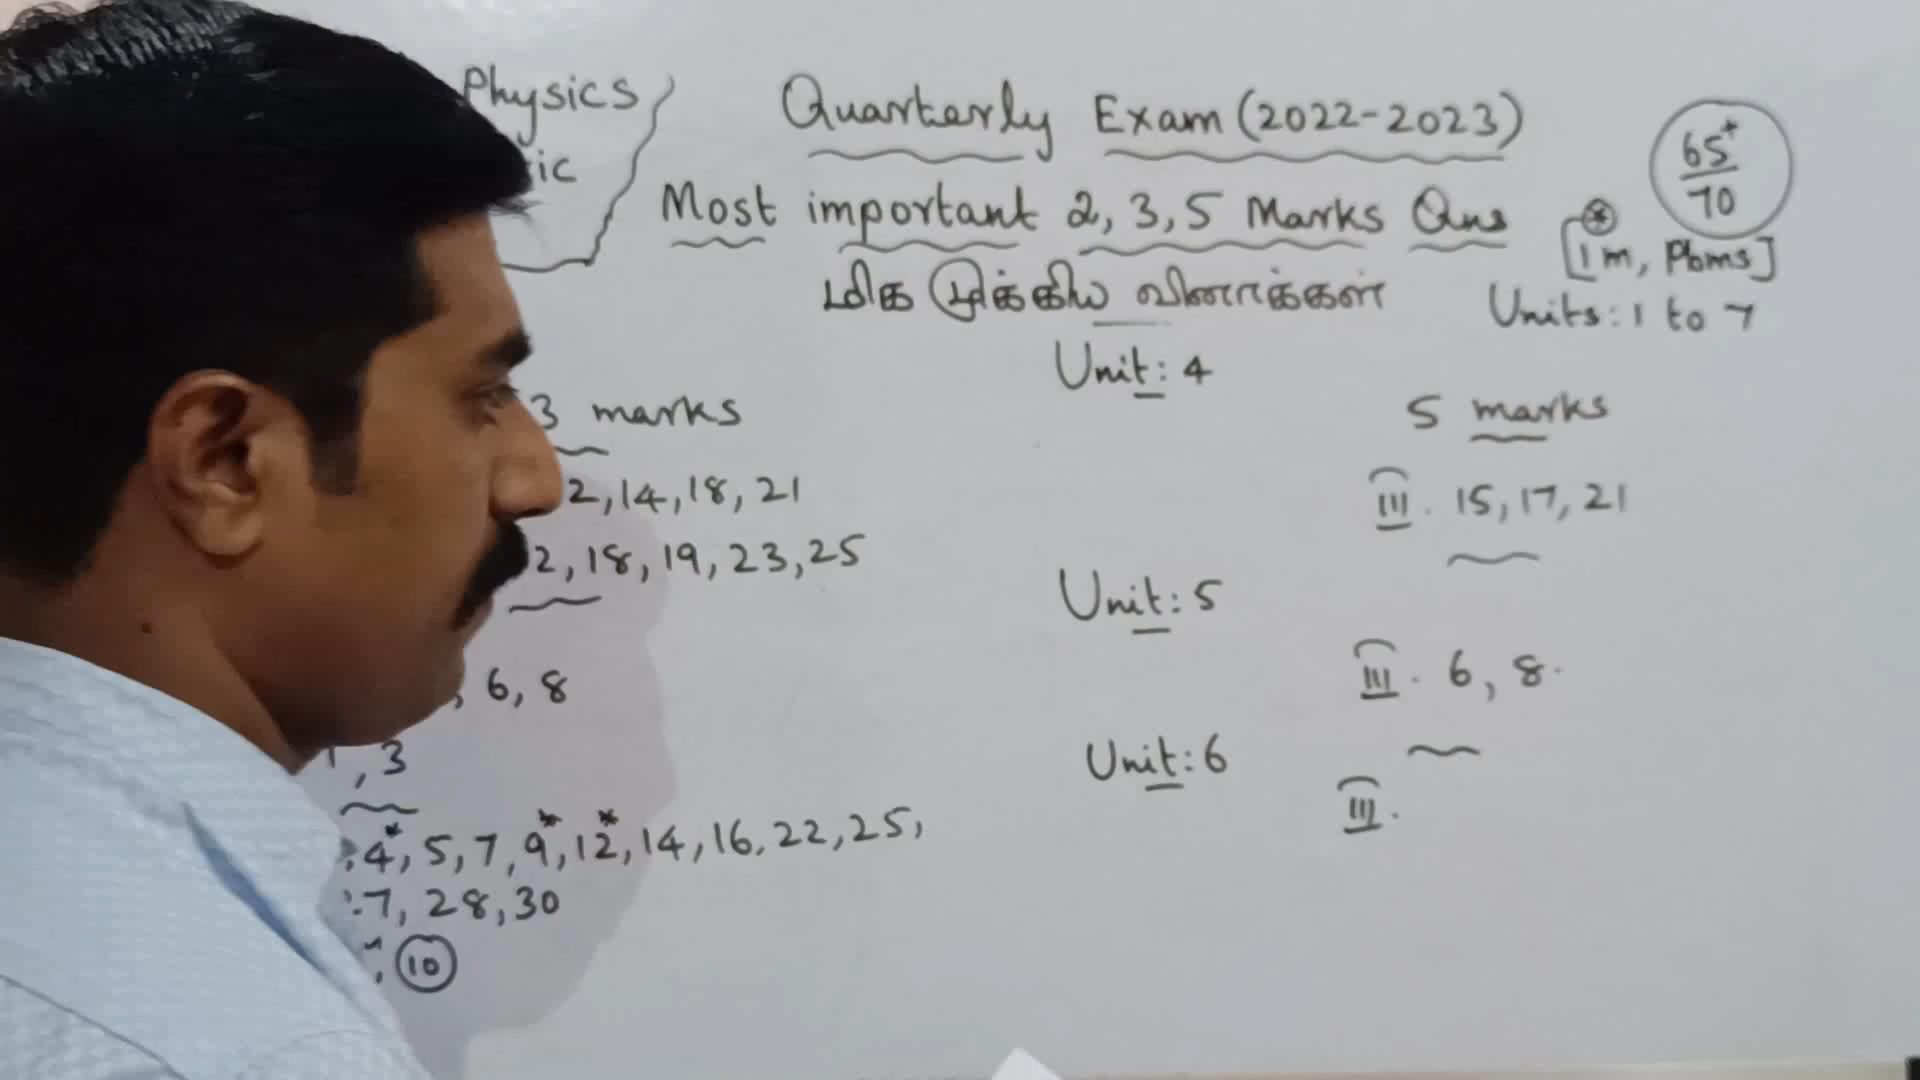 Physics
Quarterly Exam (2022-2023)
65+
70
Most important 2, 3, 5 Marks Qns
[1m, Pbms]
மிக முக்கிய வினாக்கள்
Units: 1 to 7
Unit: 4
3 marks
5 marks
2, 14, 18, 21
III. 15, 17, 21
2, 18, 19, 23, 25
Unit: 5
, 6, 8
III. 6, 8.
, 3
Unit: 6
III.
, 4*, 5, 7, 9*, 12*, 14, 16, 22, 25,
7, 28, 30
, 10